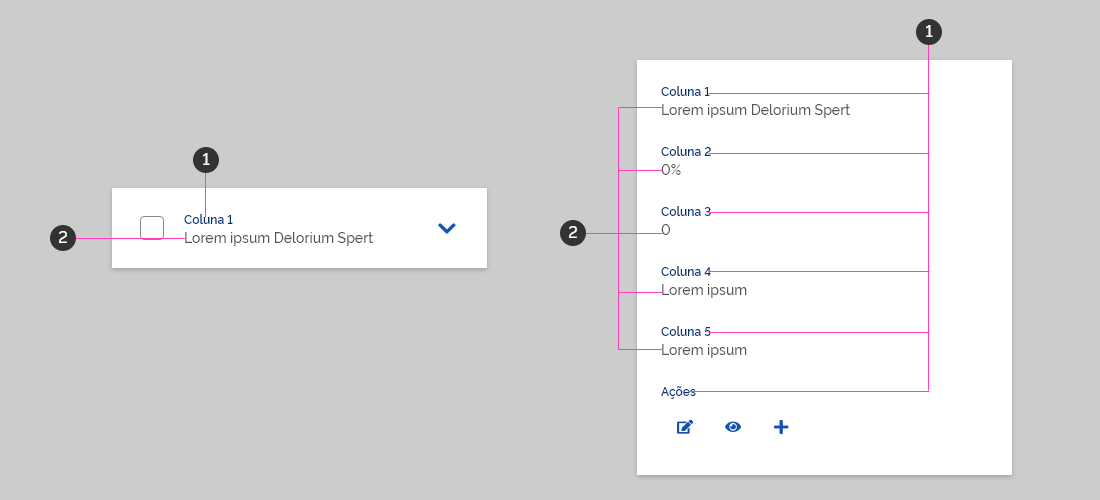 1
Coluna 1
2
Lorem ipsum Delorium Spert
1
Coluna 1
Lorem ipsum Delorium Spert
Coluna 2
0%
Coluna 3
2
0
Coluna 4
Lorem ipsum
Coluna 5
Lorem ipsum
Ações